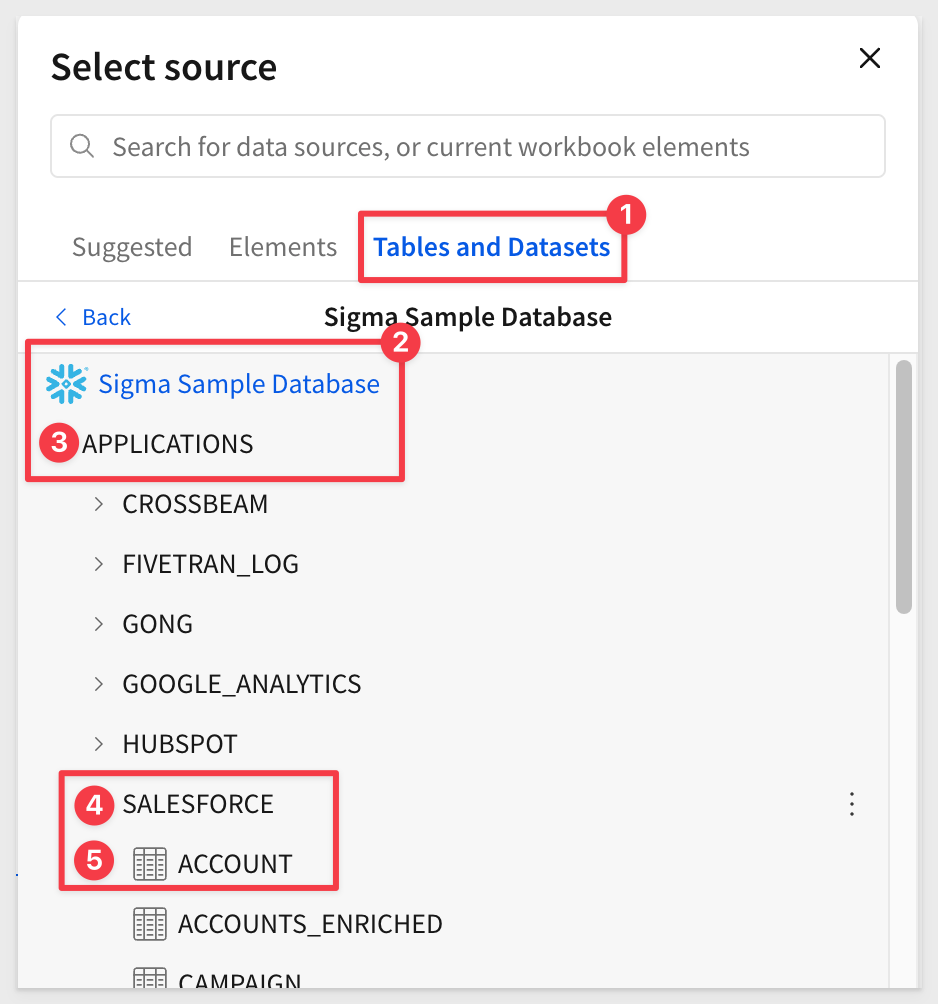 Select source
Search for data sources, or current workbook elements
1
Suggested Elements Tables and Datasets
Back Sigma Sample Database
2
Sigma Sample Database
3 APPLICATIONS
CROSSBEAM
FIVETRAN_LOG
GONG
GOOGLE_ANALYTICS
HUBSPOT
4 SALESFORCE
5 ACCOUNT
ACCOUNTS_ENRICHED
CAMPAIGN